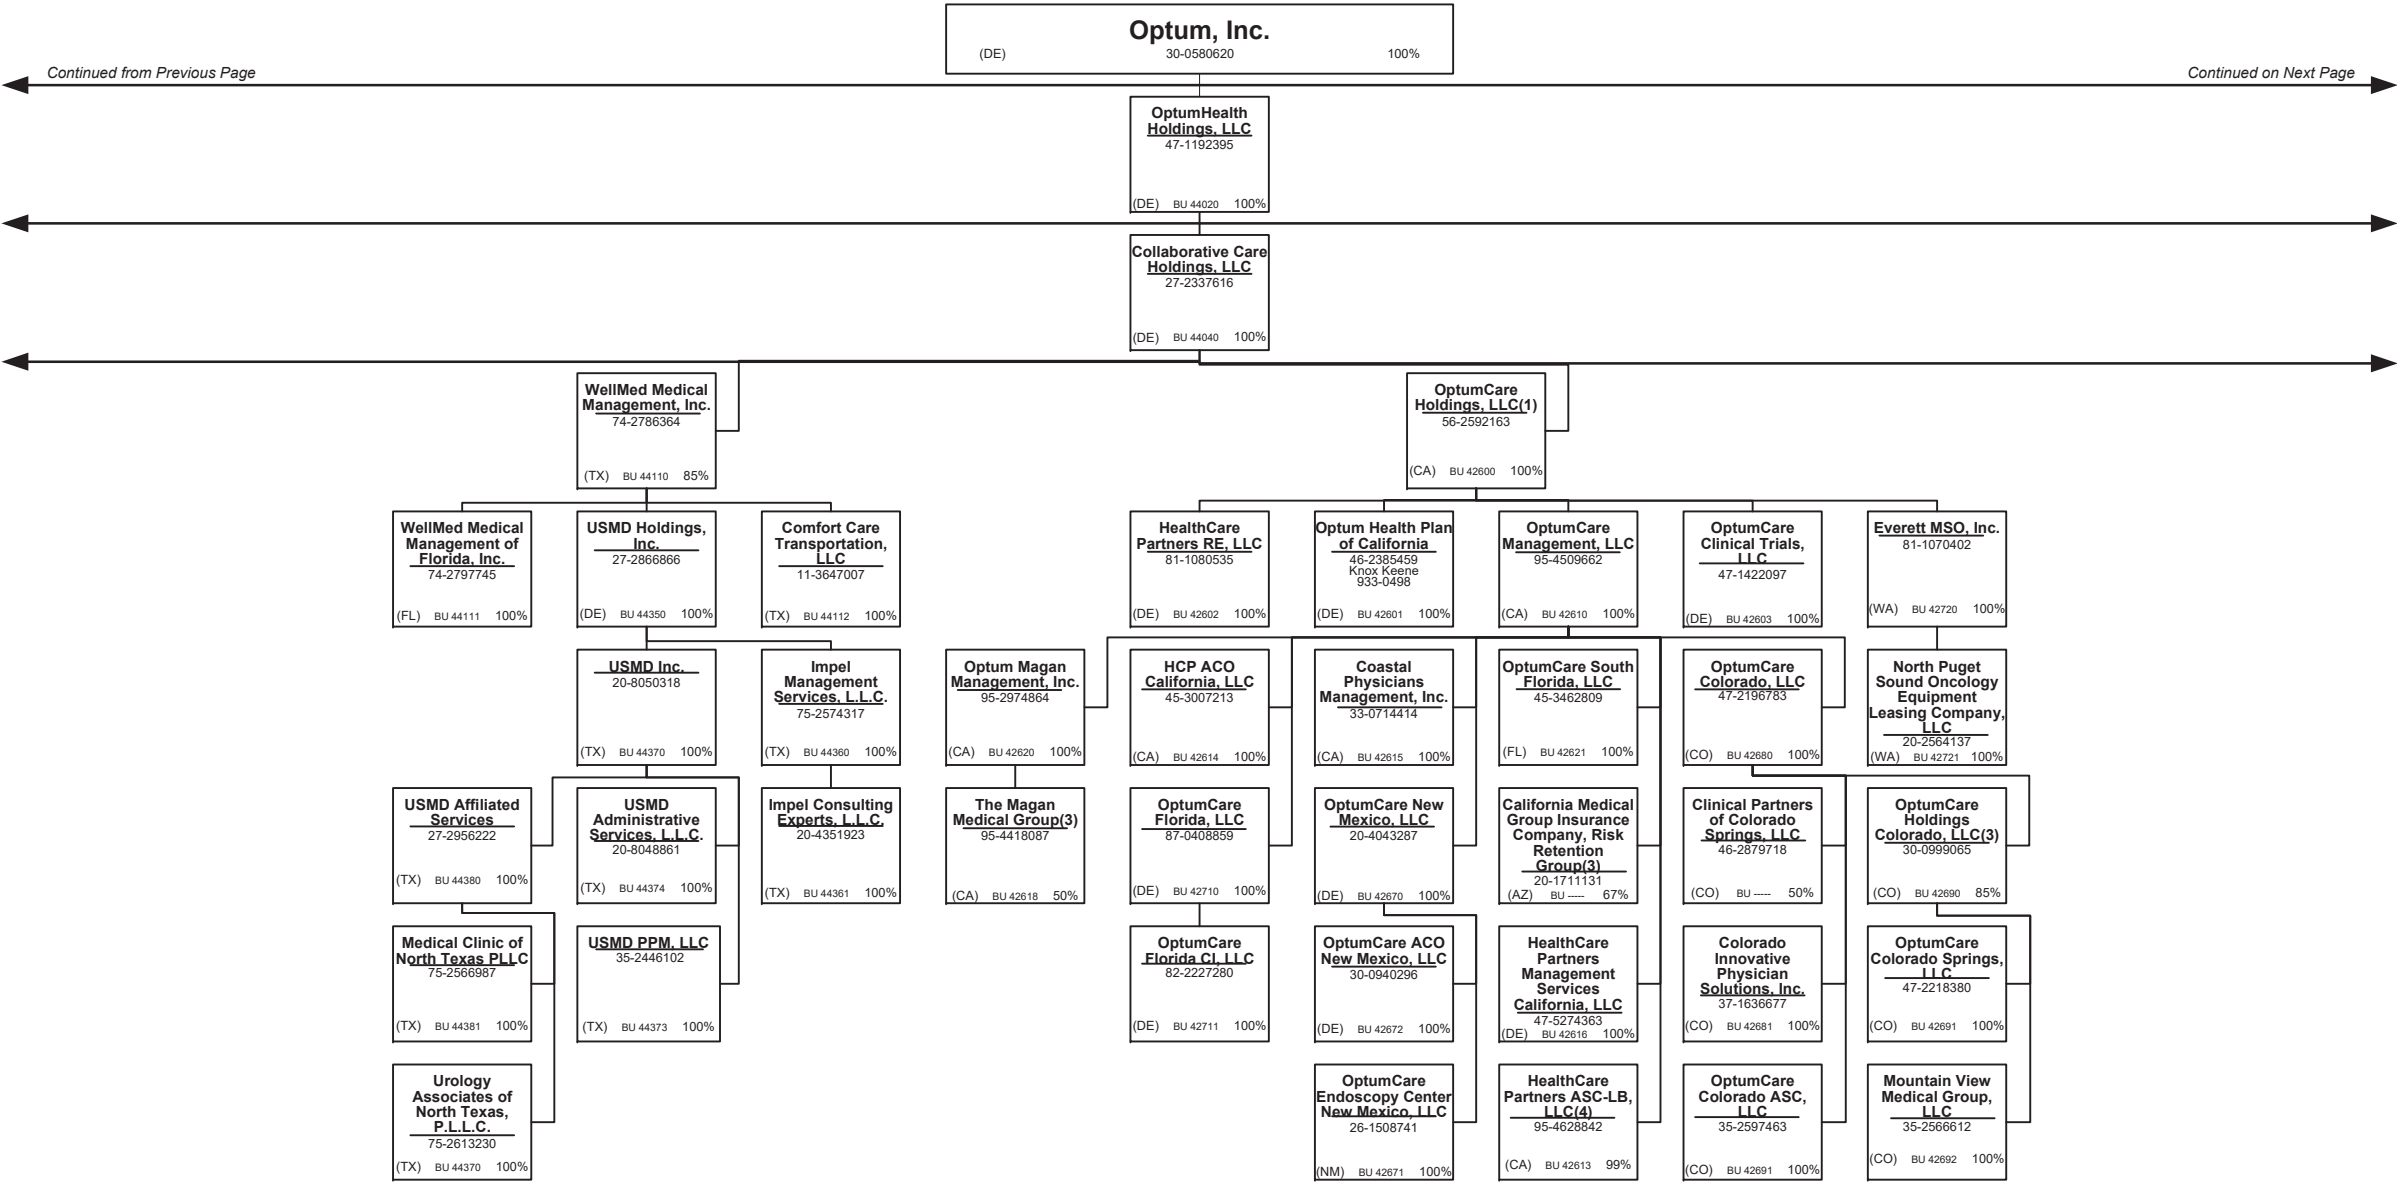 Optum, Inc.
(DE) 30-0580620 100%
Continued from Previous Page
Continued on Next Page
OptumHealth
Holdings, LLC
47-1192395
(DE) BU 44020 100%
Collaborative Care
Holdings, LLC
27-2337616
(DE) BU 44040 100%
WellMed Medical
Management, Inc.
74-2786364
(TX) BU 44110 85%
OptumCare
Holdings, LLC(1)
56-2592163
(CA) BU 42600 100%
WellMed Medical
Management of
Florida, Inc.
74-2797745
(FL) BU 44111 100%
USMD Holdings,
Inc.
27-2866866
(DE) BU 44350 100%
Comfort Care
Transportation,
LLC
11-3647007
(TX) BU 44112 100%
HealthCare
Partners RE, LLC
81-1080535
(DE) BU 42602 100%
Optum Health Plan
of California
46-2385459
Knox Keene
933-0498
(DE) BU 42601 100%
OptumCare
Management, LLC
95-4509662
(CA) BU 42610 100%
OptumCare
Clinical Trials,
LLC
47-1422097
(DE) BU 42603 100%
Everett MSO, Inc.
81-1070402
(WA) BU 42720 100%
USMD Inc.
20-8050318
(TX) BU 44370 100%
Impel
Management
Services, L.L.C.
75-2574317
(TX) BU 44360 100%
Optum Magan
Management, Inc.
95-2974864
(CA) BU 42620 100%
HCP ACO
California, LLC
45-3007213
(CA) BU 42614 100%
Coastal
Physicians
Management, Inc.
33-0714414
(CA) BU 42615 100%
OptumCare South
Florida, LLC
45-3462809
(FL) BU 42621 100%
OptumCare
Colorado, LLC
47-2196783
(CO) BU 42680 100%
North Puget
Sound Oncology
Equipment
Leasing Company,
LLC
20-2564137
(WA) BU 42721 100%
USMD Affiliated
Services
27-2956222
(TX) BU 44380 100%
USMD
Administrative
Services, L.L.C.
20-8048861
(TX) BU 44374 100%
Impel Consulting
Experts, L.L.C.
20-4351923
(TX) BU 44361 100%
The Magan
Medical Group(3)
95-4418087
(CA) BU 42618 50%
OptumCare
Florida, LLC
87-0408859
(DE) BU 42710 100%
OptumCare New
Mexico, LLC
20-4043287
(DE) BU 42670 100%
California Medical
Group Insurance
Company, Risk
Retention
Group(3)
20-1711131
(AZ) BU ----- 67%
Clinical Partners
of Colorado
Springs, LLC
46-2879718
(CO) BU ----- 50%
OptumCare
Holdings
Colorado, LLC(3)
30-0999065
(CO) BU 42690 85%
Medical Clinic of
North Texas PLLC
75-2566987
(TX) BU 44381 100%
USMD PPM, LLC
35-2446102
(TX) BU 44373 100%
OptumCare
Florida CI, LLC
82-2227280
(DE) BU 42711 100%
OptumCare ACO
New Mexico, LLC
30-0940296
(DE) BU 42672 100%
HealthCare
Partners
Management
Services
California, LLC
47-5274363
(DE) BU 42616 100%
Colorado
Innovative
Physician
Solutions, Inc.
37-1636677
(CO) BU 42681 100%
OptumCare
Colorado Springs,
LLC
47-2218380
(CO) BU 42691 100%
Urology
Associates of
North Texas,
P.L.L.C.
75-2613230
(TX) BU 44370 100%
OptumCare
Endoscopy Center
New Mexico, LLC
26-1508741
(NM) BU 42671 100%
HealthCare
Partners ASC-LB,
LLC(4)
95-4628842
(CA) BU 42613 99%
OptumCare
Colorado ASC,
LLC
35-2597463
(CO) BU 42691 100%
Mountain View
Medical Group,
LLC
35-2566612
(CO) BU 42692 100%